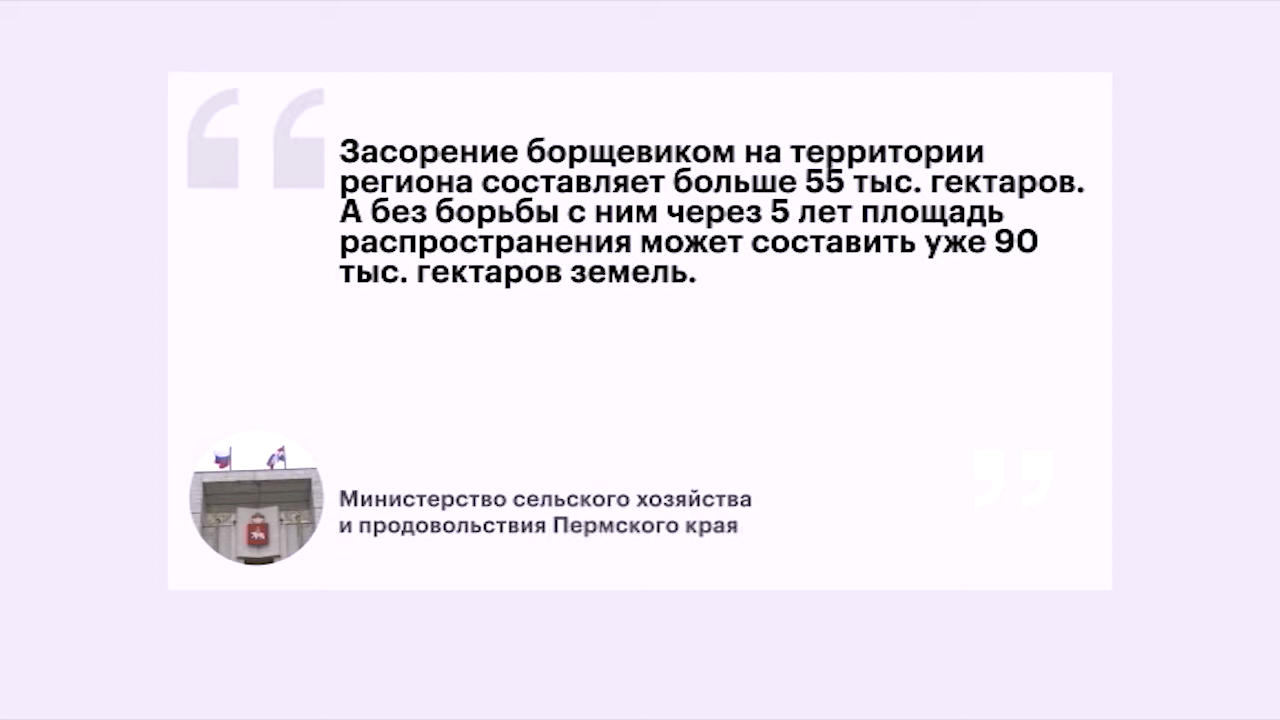 Засорение борщевиком на территории
региона составляет больше 55 тыс. гектаров.
А без борьбы с ним через 5 лет площадь
распространения может составить уже 90
тыс. гектаров земель.
Министерство сельского хозяйства
и продовольствия Пермского края